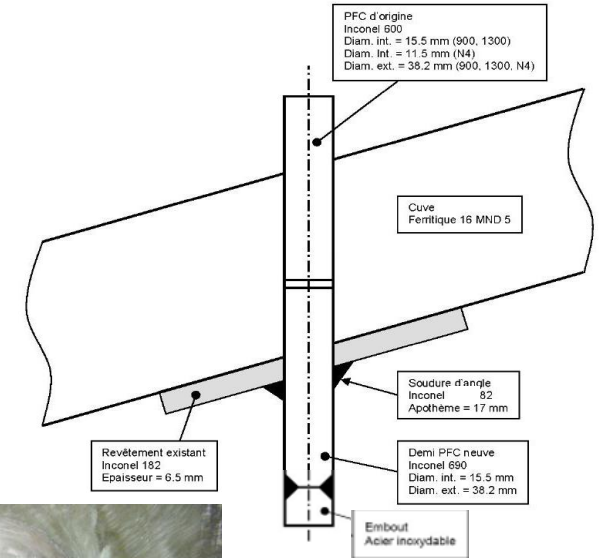 PFC d'origine
Inconel 600
Diam. int. = 15.5 mm (900, 1300)
Diam. Int. = 11.5 mm (N4)
Diam. ext. = 38.2 mm (900, 1300, N4)
Cuve
Ferritique 16 MND 5
Soudure d'angle
Inconel 82
Apothème = 17 mm
Revêtement existant
Inconel 182
Epaisseur = 6.5 mm
Demi PFC neuve
Inconel 690
Diam. int. = 15.5 mm
Diam. ext. = 38.2 mm
Embout
Acier inoxydable